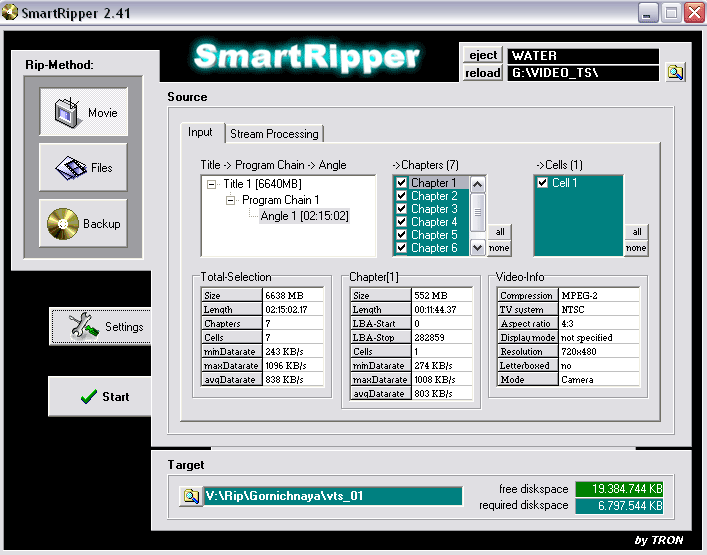 SmartRipper 2.41
Rip-Method:
Movie
Files
Backup
Settings
Start
SmartRipper
eject WATER
reload G:\VIDEO_TS\
Source
Input Stream Processing
Title -> Program Chain -> Angle
Title 1 [6640MB]
Program Chain 1
Angle 1 [02:15:02]
->Chapters (7)
Chapter 1
Chapter 2
Chapter 3
Chapter 4
Chapter 5
Chapter 6
all
none
->Cells (1)
Cell 1
all
none
Total-Selection
Size 6638 MB
Length 02:15:02.17
Chapters 7
Cells 7
minDatarate 243 KB/s
maxDatarate 1096 KB/s
avgDatarate 838 KB/s
Chapter[1]
Size 552 MB
Length 00:11:44.37
LBA-Start 0
LBA-Stop 282859
Cells 1
minDatarate 274 KB/s
maxDatarate 1008 KB/s
avgDatarate 803 KB/s
Video-Info
Compression MPEG-2
TV system NTSC
Aspect ratio 4:3
Display mode not specified
Resolution 720x480
Letterboxed no
Mode Camera
Target
V:\Rip\Gornichnaya\vts_01
free diskspace 19.384.744 KB
required diskspace 6.797.544 KB
by TRON